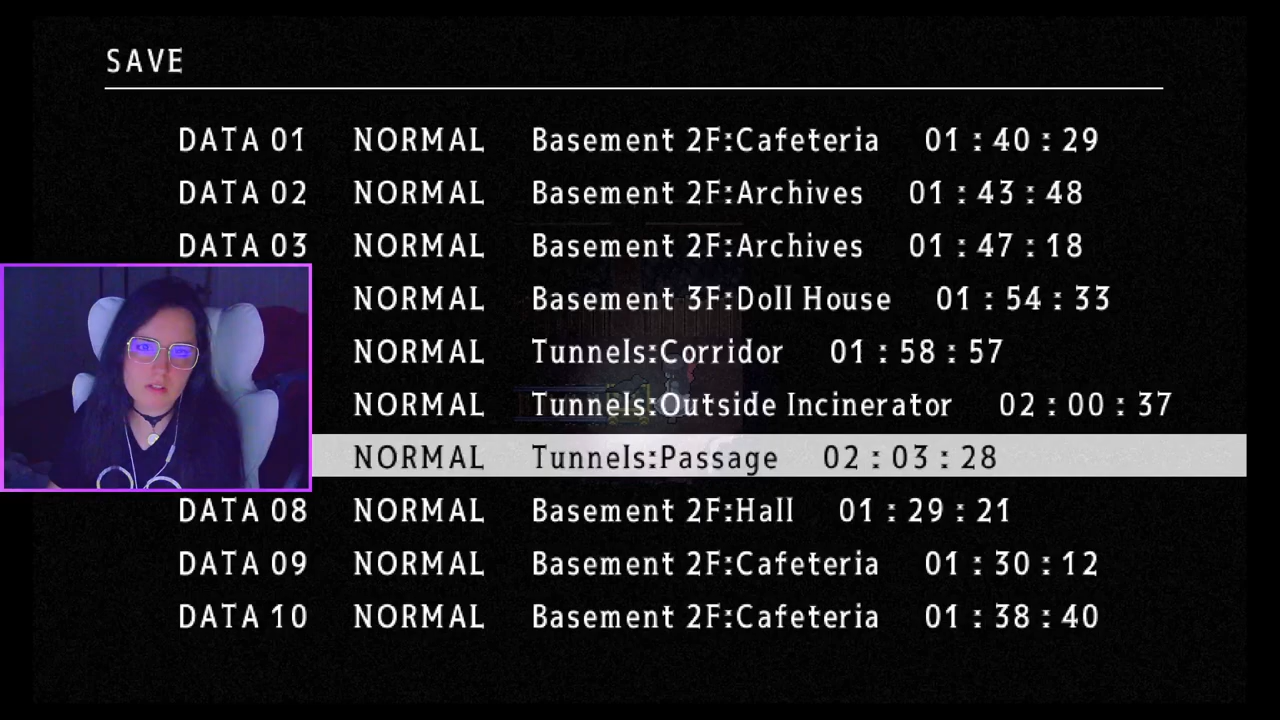 SAVE
DATA 01 NORMAL Basement 2F:Cafeteria 01:40:29
DATA 02 NORMAL Basement 2F:Archives 01:43:48
DATA 03 NORMAL Basement 2F:Archives 01:47:18
NORMAL Basement 3F:Doll House 01:54:33
NORMAL Tunnels:Corridor 01:58:57
NORMAL Tunnels:Outside Incinerator 02:00:37
NORMAL Tunnels:Passage 02:03:28
DATA 08 NORMAL Basement 2F:Hall 01:29:21
DATA 09 NORMAL Basement 2F:Cafeteria 01:30:12
DATA 10 NORMAL Basement 2F:Cafeteria 01:38:40